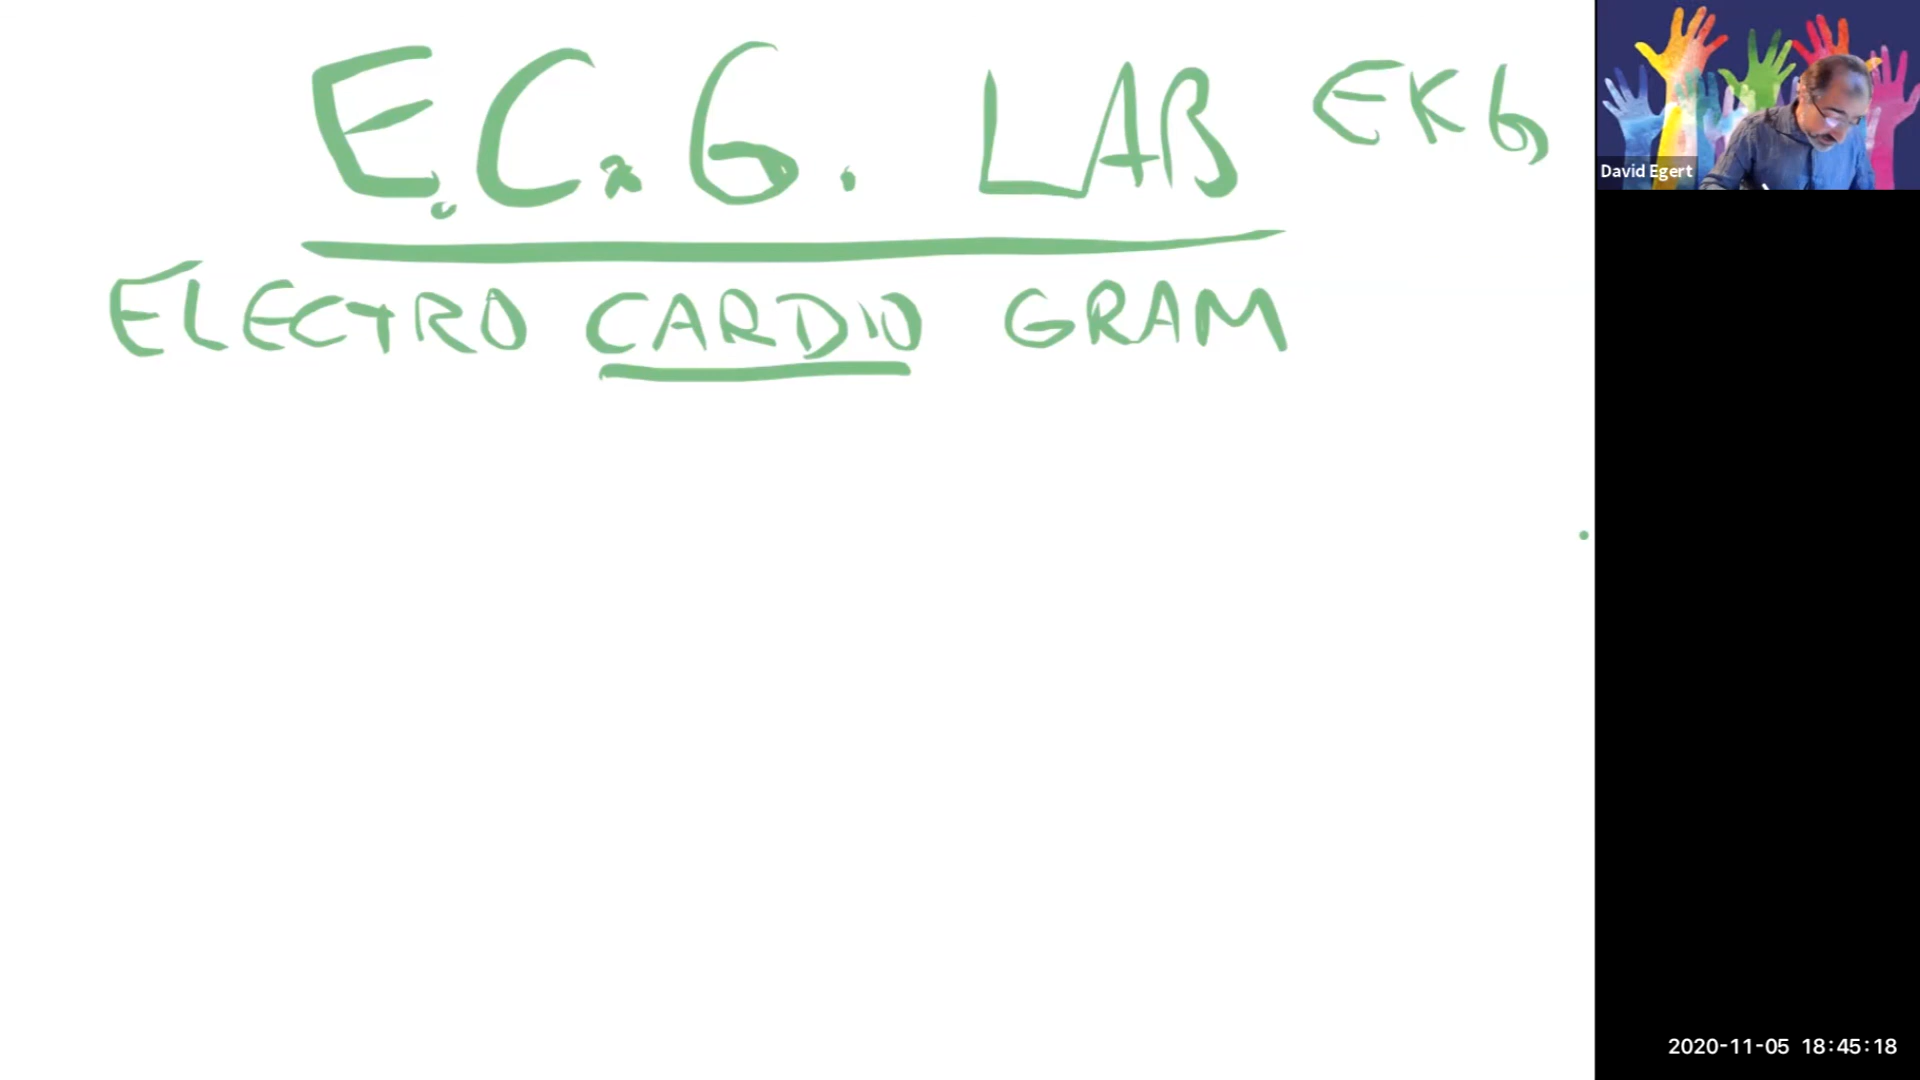 E.C.G. LAB EKG
ELECTRO CARDIO GRAM
David Egert
2020-11-05 18:45:18